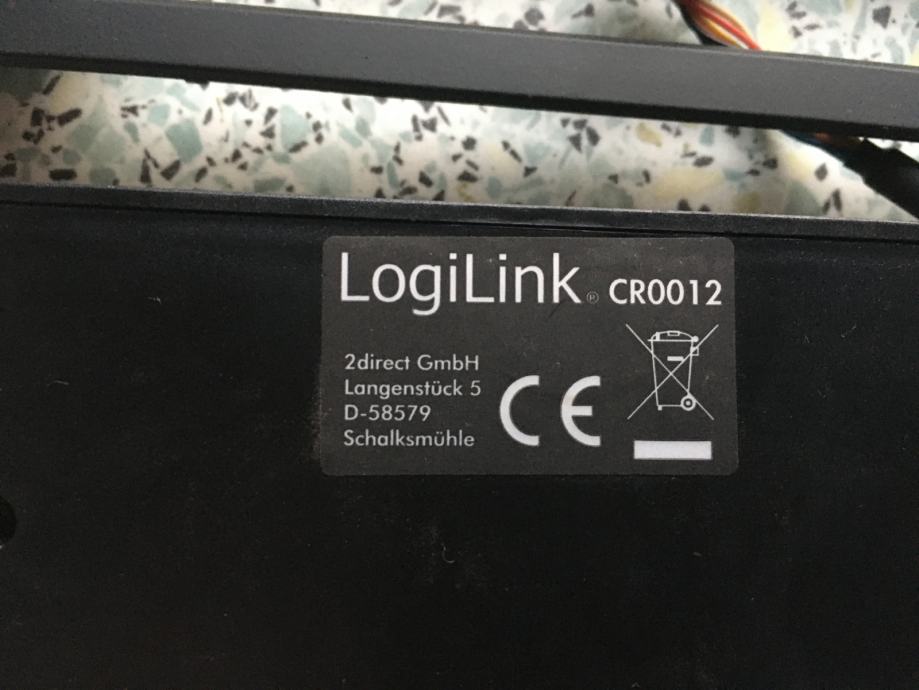 LogiLink® CR0012
2direct GmbH
Langenstück 5
D-58579
Schalksmühle
CE